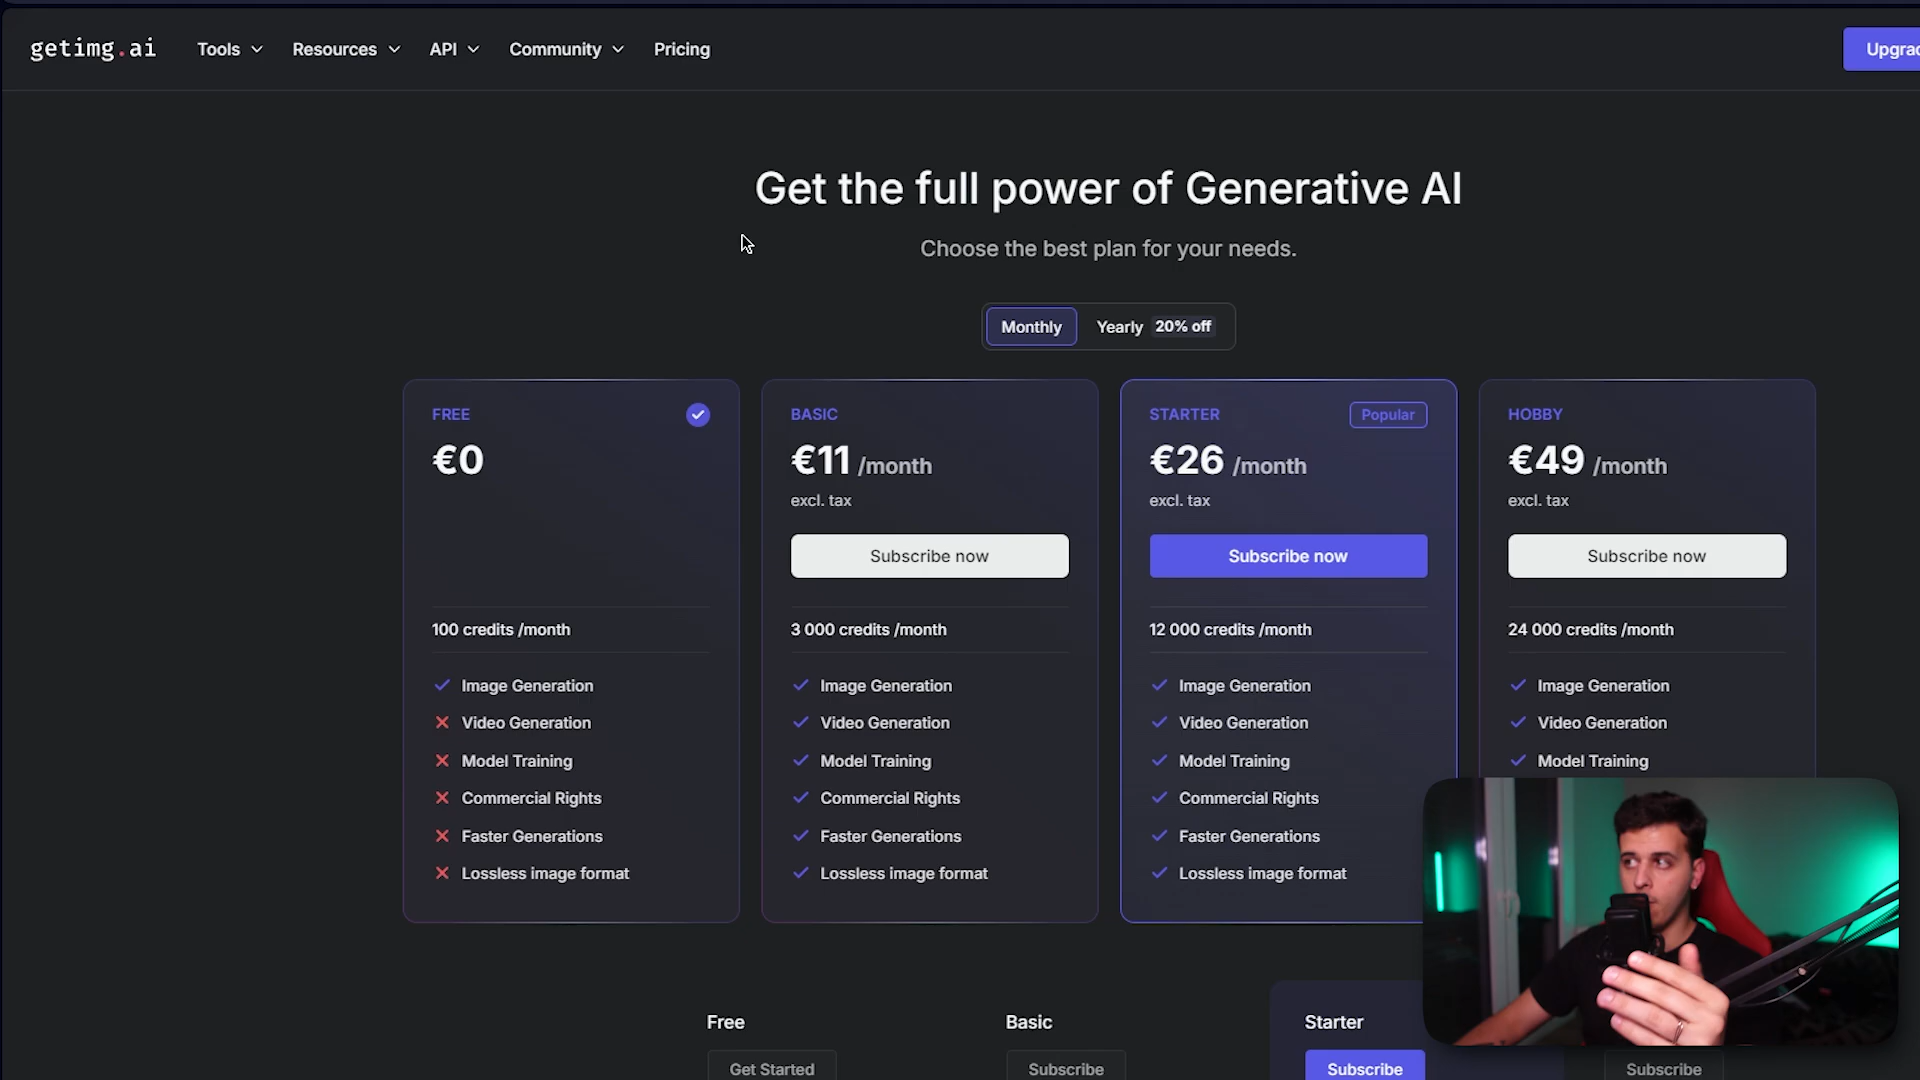 getimg.ai Tools Resources API Community Pricing
Get the full power of Generative AI
Choose the best plan for your needs.
Monthly Yearly 20% off
FREE
€0
100 credits /month
Image Generation
Video Generation
Model Training
Commercial Rights
Faster Generations
Lossless image format
BASIC
€11 /month
excl. tax
Subscribe now
3 000 credits /month
Image Generation
Video Generation
Model Training
Commercial Rights
Faster Generations
Lossless image format
STARTER Popular
€26 /month
excl. tax
Subscribe now
12 000 credits /month
Image Generation
Video Generation
Model Training
Commercial Rights
Faster Generations
Lossless image format
HOBBY
€49 /month
excl. tax
Subscribe now
24 000 credits /month
Image Generation
Video Generation
Model Training
Free Basic Starter
Get Started Subscribe Subscribe Subscribe